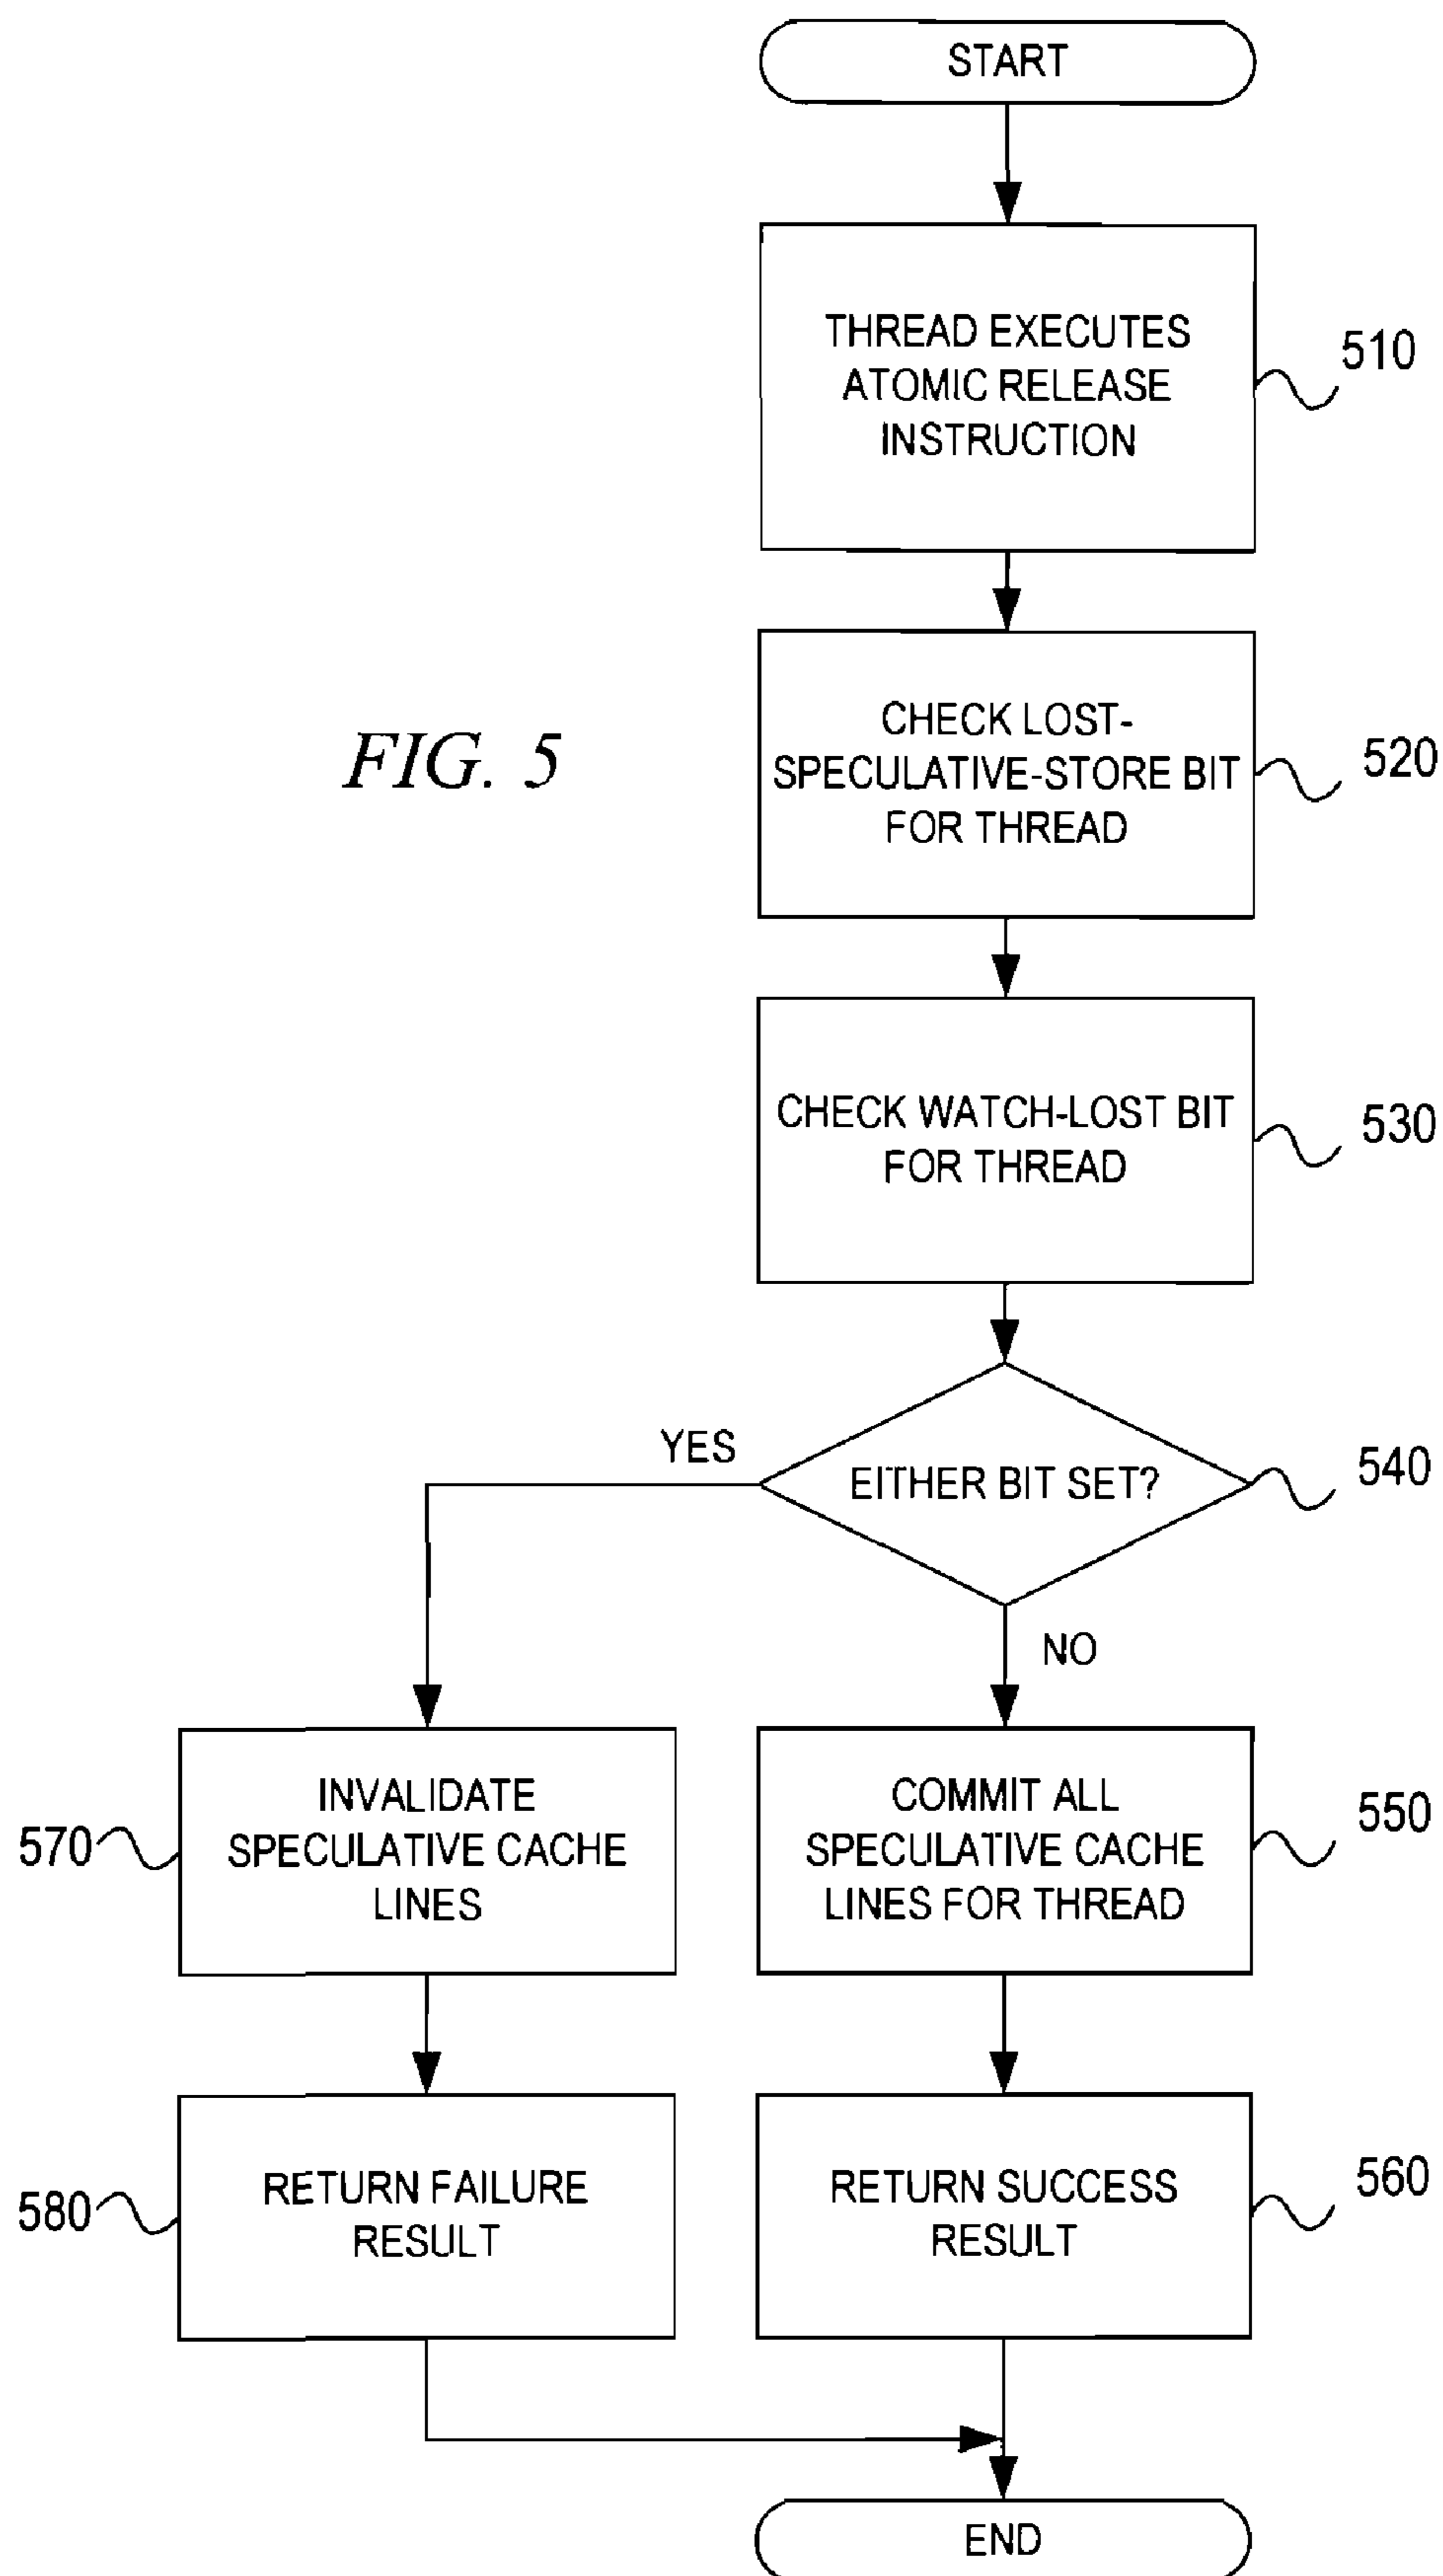 START
THREAD EXECUTES
ATOMIC RELEASE
INSTRUCTION
510
CHECK LOST-
SPECULATIVE-STORE BIT
FOR THREAD
520
FIG. 5
CHECK WATCH-LOST BIT
FOR THREAD
530
YES
EITHER BIT SET?
540
NO
570
INVALIDATE
SPECULATIVE CACHE
LINES
COMMIT ALL
SPECULATIVE CACHE
LINES FOR THREAD
550
580
RETURN FAILURE
RESULT
RETURN SUCCESS
RESULT
560
END